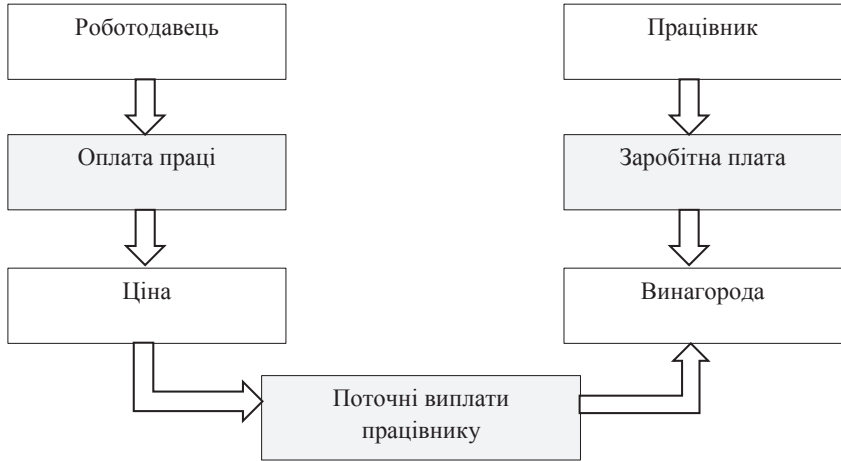 Роботодавець
Працівник
Оплата праці
Заробітна плата
Ціна
Винагорода
Поточні виплати
працівнику